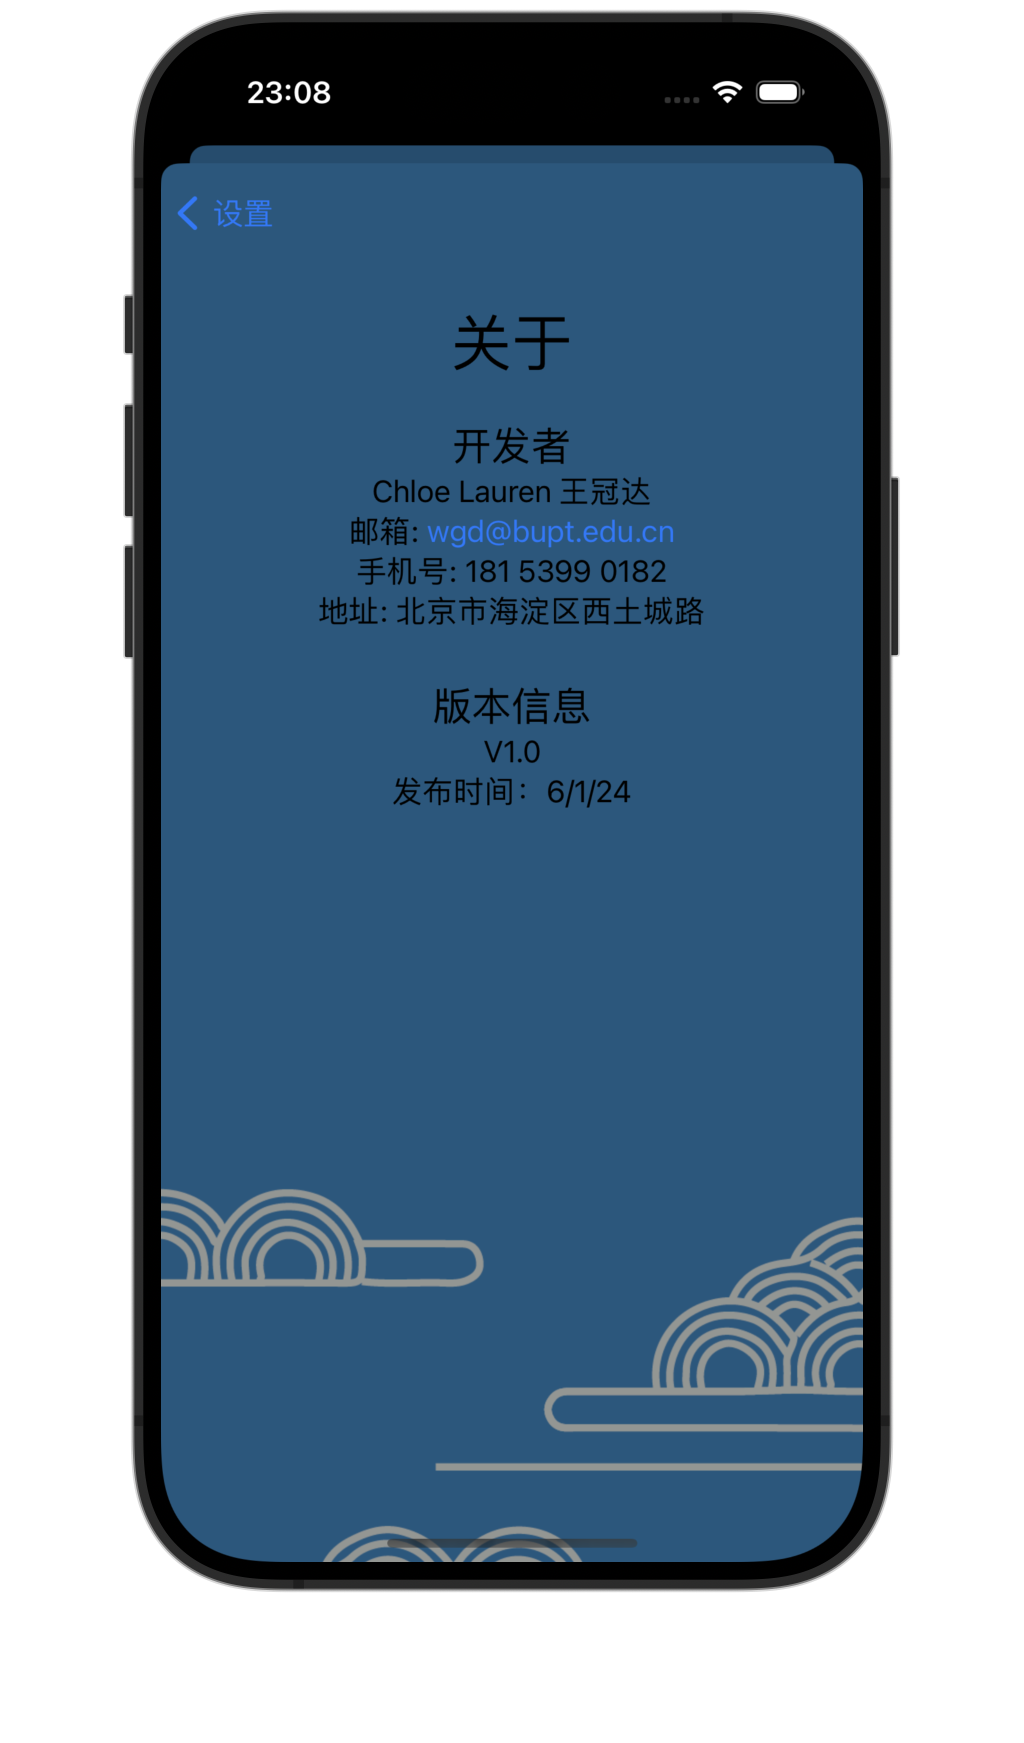 23:08
设置
关于
开发者
Chloe Lauren 王冠达
邮箱: wgd@bupt.edu.cn
手机号: 181 5399 0182
地址: 北京市海淀区西土城路
版本信息
V1.0
发布时间：6/1/24